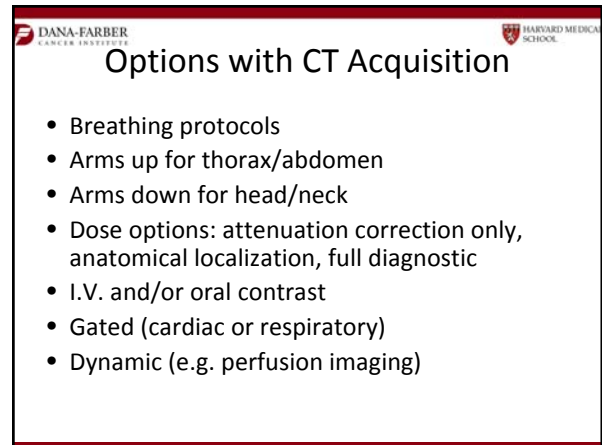 DANA-FARBER
CANCER INSTITUTE
HARVARD MEDICAL
SCHOOL
Options with CT Acquisition
• Breathing protocols
• Arms up for thorax/abdomen
• Arms down for head/neck
• Dose options: attenuation correction only,
anatomical localization, full diagnostic
• I.V. and/or oral contrast
• Gated (cardiac or respiratory)
• Dynamic (e.g. perfusion imaging)